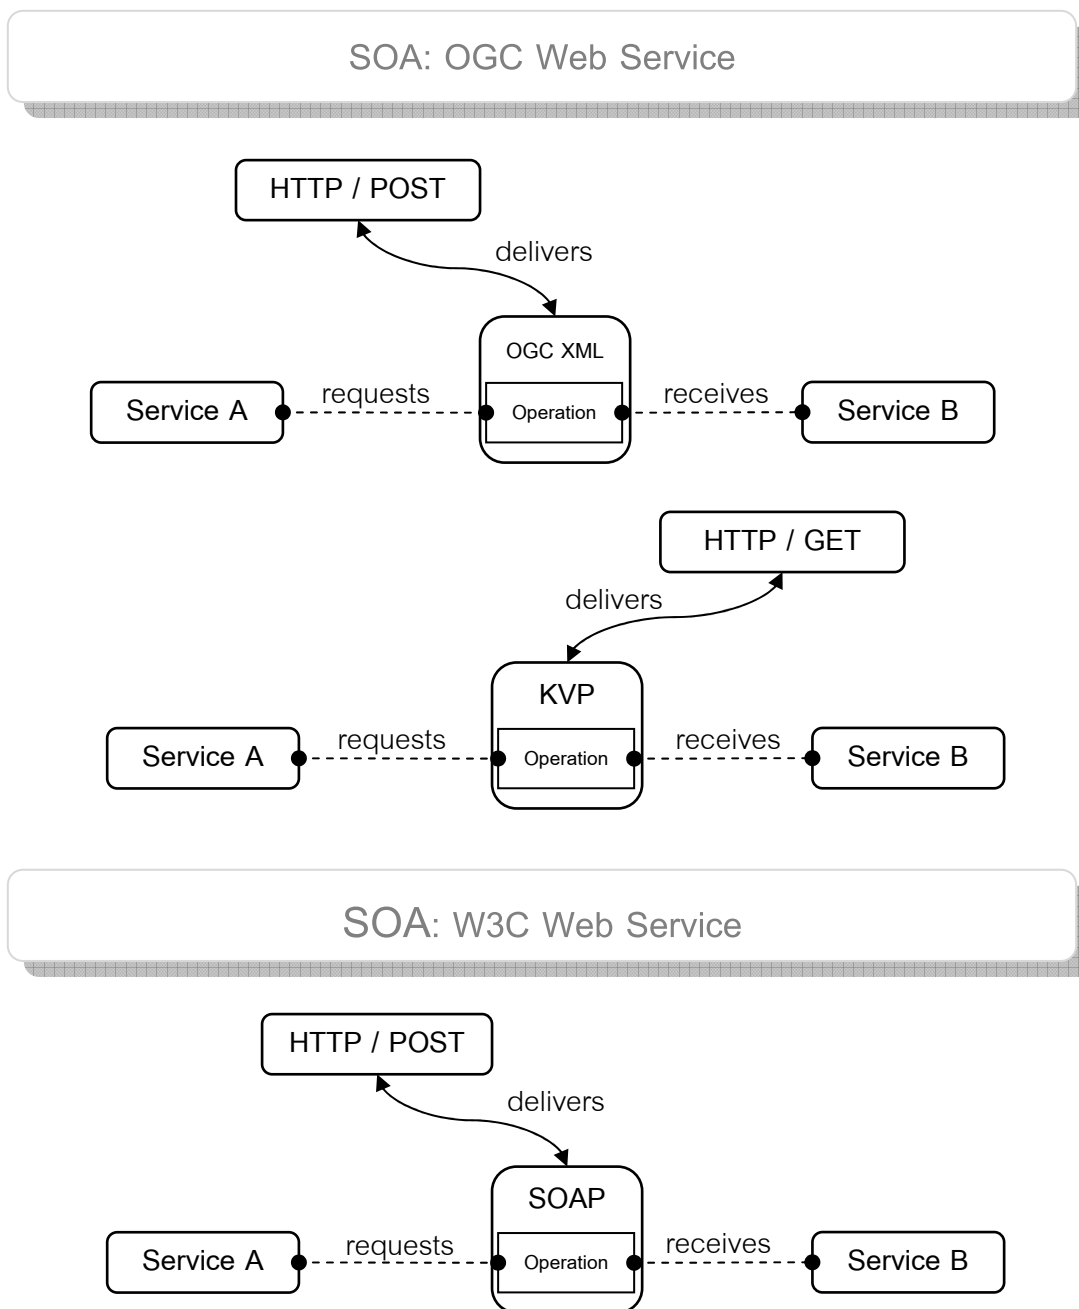 SOA: OGC Web Service
HTTP / POST
delivers
OGC XML
Service A
requests
Operation
receives
Service B
HTTP / GET
delivers
KVP
Service A
requests
Operation
receives
Service B
SOA: W3C Web Service
HTTP / POST
delivers
SOAP
Service A
requests
Operation
receives
Service B